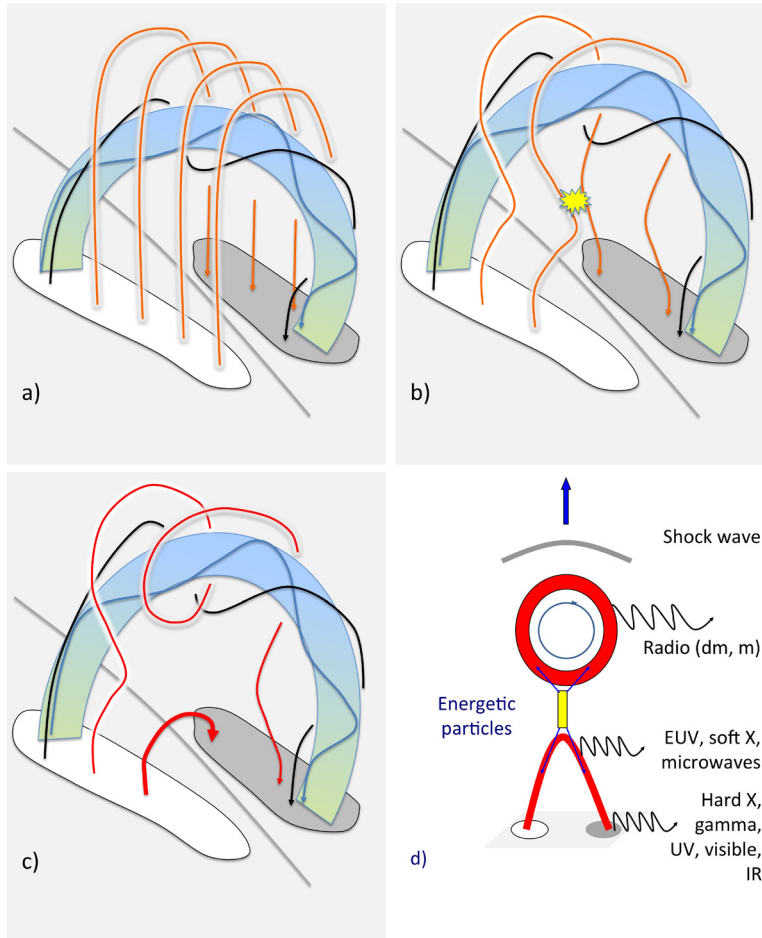 a)
b)
c)
Shock wave
Radio (dm, m)
Energetic
particles
EUV, soft X,
microwaves
Hard X,
gamma,
UV, visible,
IR
d)